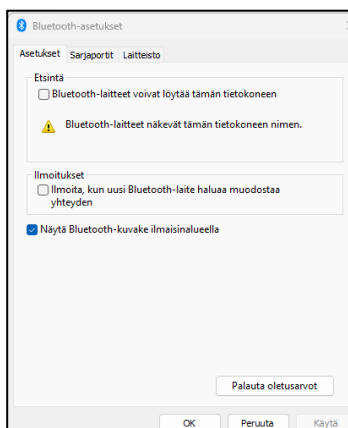 Bluetooth-asetukset
Asetukset Sarjaportit Laitteisto
Etsintä
Bluetooth-laitteet voivat löytää tämän tietokoneen
Bluetooth-laitteet näkevät tämän tietokoneen nimen.
Ilmoitukset
Ilmoita, kun uusi Bluetooth-laite haluaa muodostaa
yhteyden
Näytä Bluetooth-kuvake ilmaisinalueella
Palauta oletusarvot
OK Peruuta Käytä